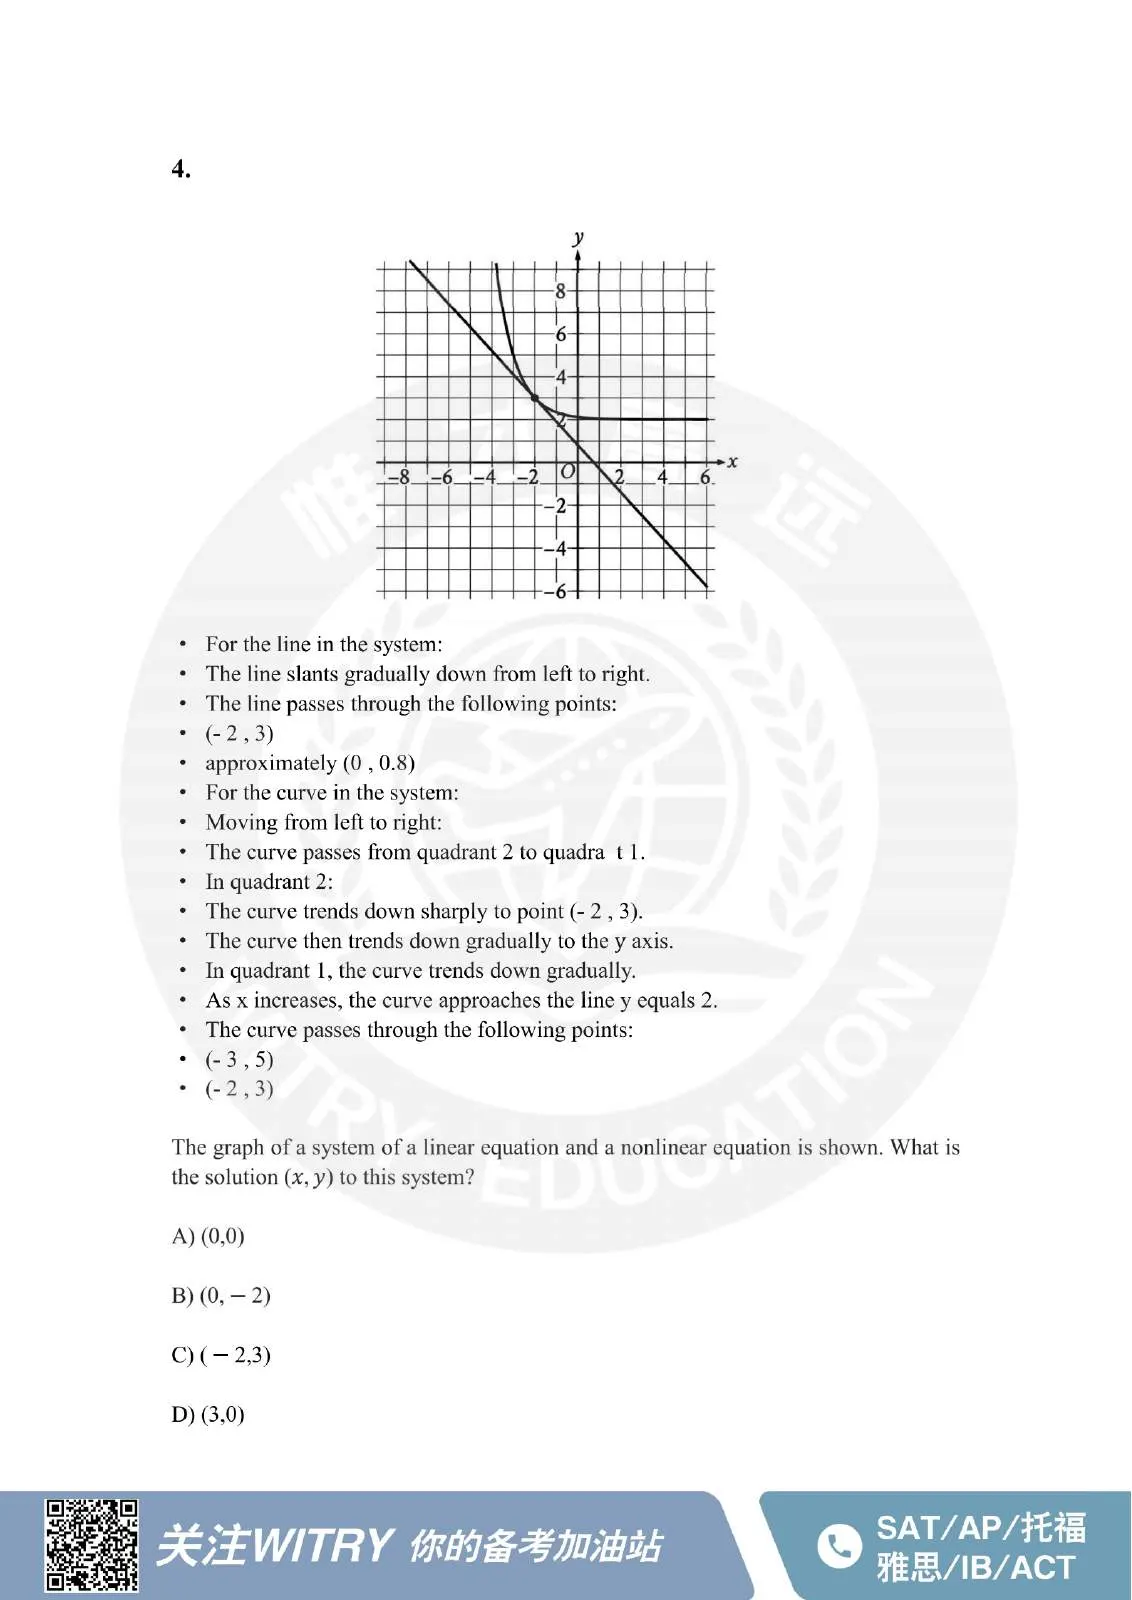 4.
y
8
6
4
2
-8 -6 -4 -2 O 2 4 6 x
-2
-4
-6
• For the line in the system:
• The line slants gradually down from left to right.
• The line passes through the following points:
• (- 2 , 3)
• approximately (0 , 0.8)
• For the curve in the system:
• Moving from left to right:
• The curve passes from quadrant 2 to quadra t 1.
• In quadrant 2:
• The curve trends down sharply to point (- 2 , 3).
• The curve then trends down gradually to the y axis.
• In quadrant 1, the curve trends down gradually.
• As x increases, the curve approaches the line y equals 2.
• The curve passes through the following points:
• (- 3 , 5)
• (- 2 , 3)
The graph of a system of a linear equation and a nonlinear equation is shown. What is
the solution (x, y) to this system?
A) (0,0)
B) (0, − 2)
C) ( − 2,3)
D) (3,0)
WITRY EDUCATION
关注WITRY 你的备考加油站
SAT/AP/托福
雅思/IB/ACT